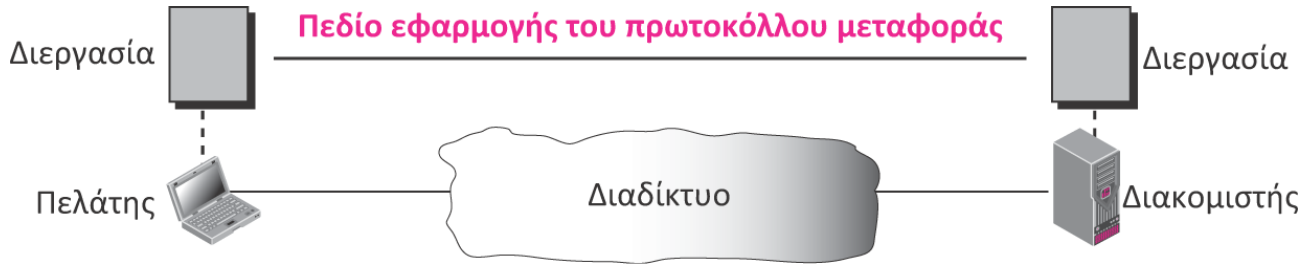 Πεδίο εφαρμογής του πρωτοκόλλου μεταφοράς
Διεργασία
Διεργασία
Πελάτης
Διαδίκτυο
Διακομιστής